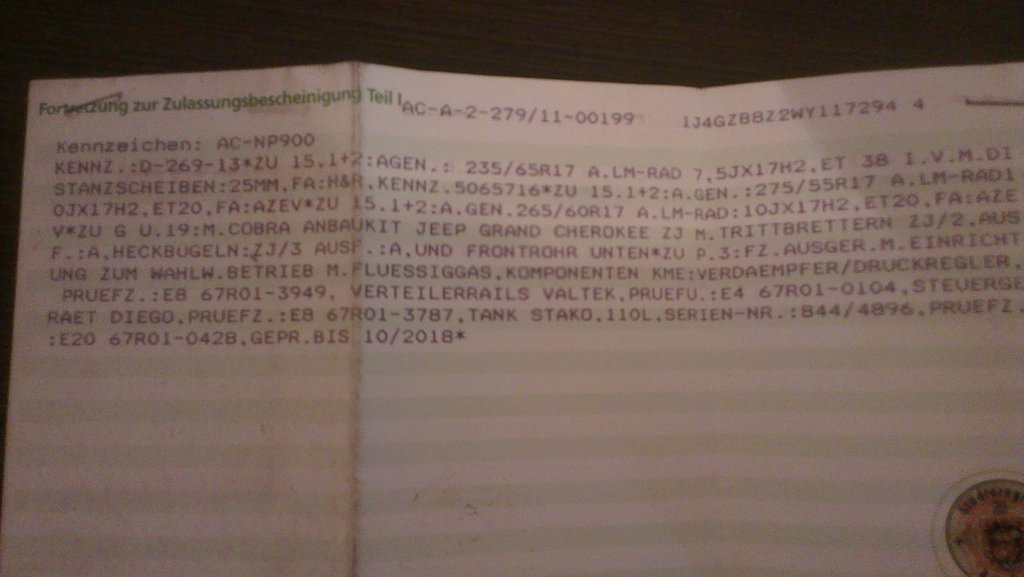 Fortsetzung zur Zulassungsbescheinigung Teil I AC-A-2-279/11-00199 1J4GZB8Z2WY117294 4
Kennzeichen: AC-NP900
KENNZ.:D-269-13*ZU 15.1+2:AGEN.: 235/65R17 A.LM-RAD 7,5JX17H2,ET 38 I.V.M.DI
STANZSCHEIBEN:25MM,FA:H&R,KENNZ.5065716*ZU 15.1+2:A.GEN.:275/55R17 A.LM-RAD1
0JX17H2,ET20,FA:AZEV*ZU 15.1+2:A.GEN.265/60R17 A.LM-RAD:10JX17H2,ET20,FA:AZE
V*ZU G U.19:M.COBRA ANBAUKIT JEEP GRAND CHEROKEE ZJ M.TRITTBRETTERN ZJ/2,AUS
F.:A,HECKBUGELN:ZJ/3 AUSF.:A,UND FRONTROHR UNTEN*ZU P.3:FZ.AUSGER.M.EINRICHT
UNG ZUM WAHLW.BETRIEB M.FLUESSIGGAS,KOMPONENTEN KME:VERDAEMPFER/DRUCKREGLER,
PRUEFZ.:E8 67R01-3949, VERTEILERRAILS VALTEK,PRUEFU.:E4 67R01-0104,STEUERGE
RAET DIEGO,PRUEFZ.:E8 67R01-3787,TANK STAKO,110L,SERIEN-NR.:844/4896,PRUEFZ.
:E20 67R01-0428,GEPR.BIS 10/2018*